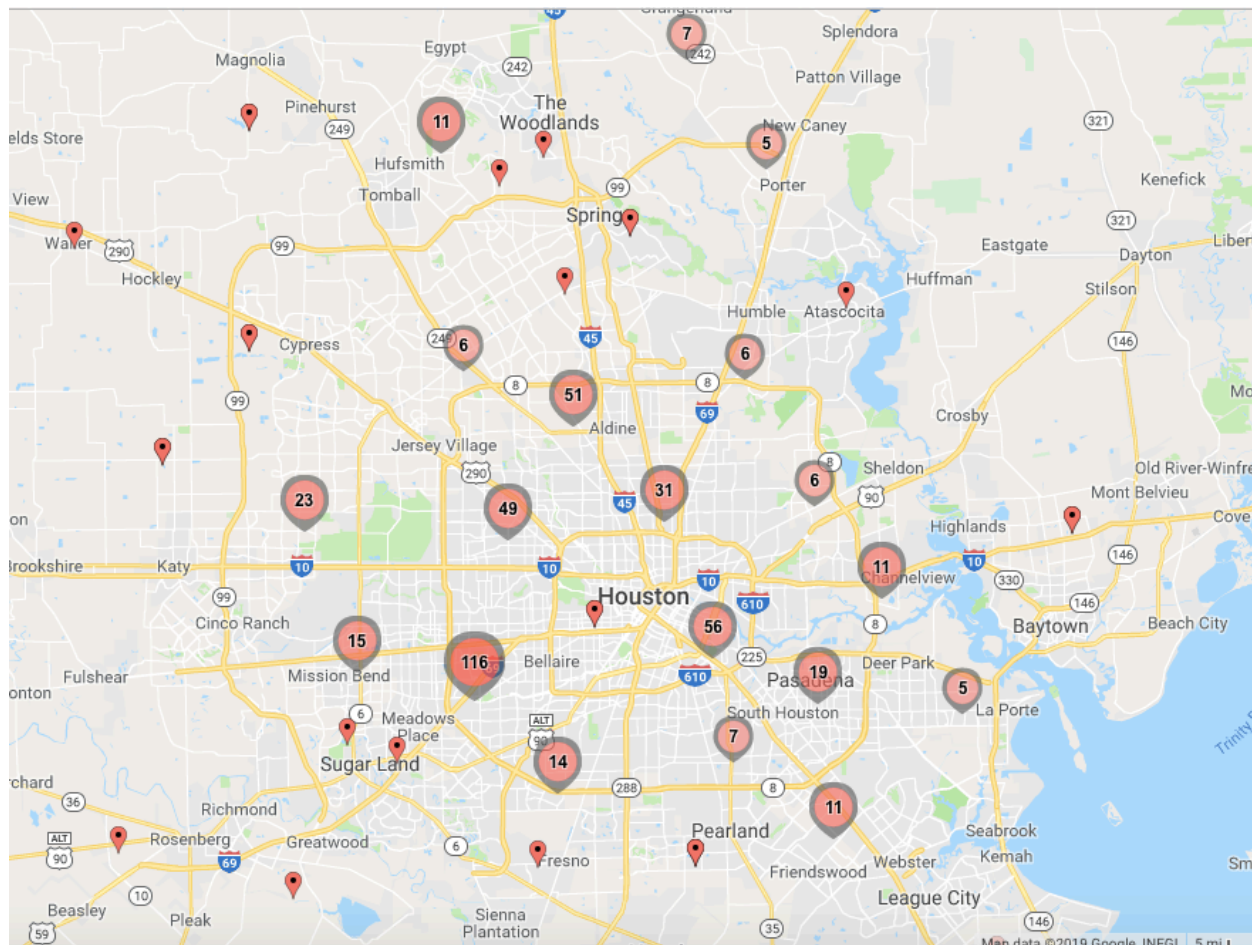 45
Grangerland
7
242
Splendora
Egypt
Magnolia
242
Patton Village
Pinehurst
The
Woodlands
11
249
New Caney
5
321
ields Store
Hufsmith
Tomball
99
Porter
Kenefick
View
Spring
321
Waller
290
99
Eastgate
Dayton
Hockley
Huffman
Stilson
Humble
Atascocita
Cypress
249
6
45
6
146
8
51
8
99
69
Crosby
Aldine
Jersey Village
290
8
Sheldon
Old River-Winfre
23
49
31
45
6
90
Mont Belvieu
Highlands
Cove
Brookshire
Katy
10
10
10
11
Channelview
10
146
330
99
Houston
610
146
Cinco Ranch
56
8
Baytown
Beach City
15
116
69
Bellaire
225
Deer Park
Fulshear
Mission Bend
610
19
Pasadena
5
La Porte
6
Meadows
Place
ALT
90
South Houston
7
Trinity
Sugar Land
14
288
8
36
Richmond
11
ALT
90
Rosenberg
69
Greatwood
6
Fresno
Pearland
Seabrook
Kemah
Friendswood
Webster
10
League City
Beasley
59
Pleak
Sienna
Plantation
35
146
Map data ©2019 Google, INEGI
5 mi